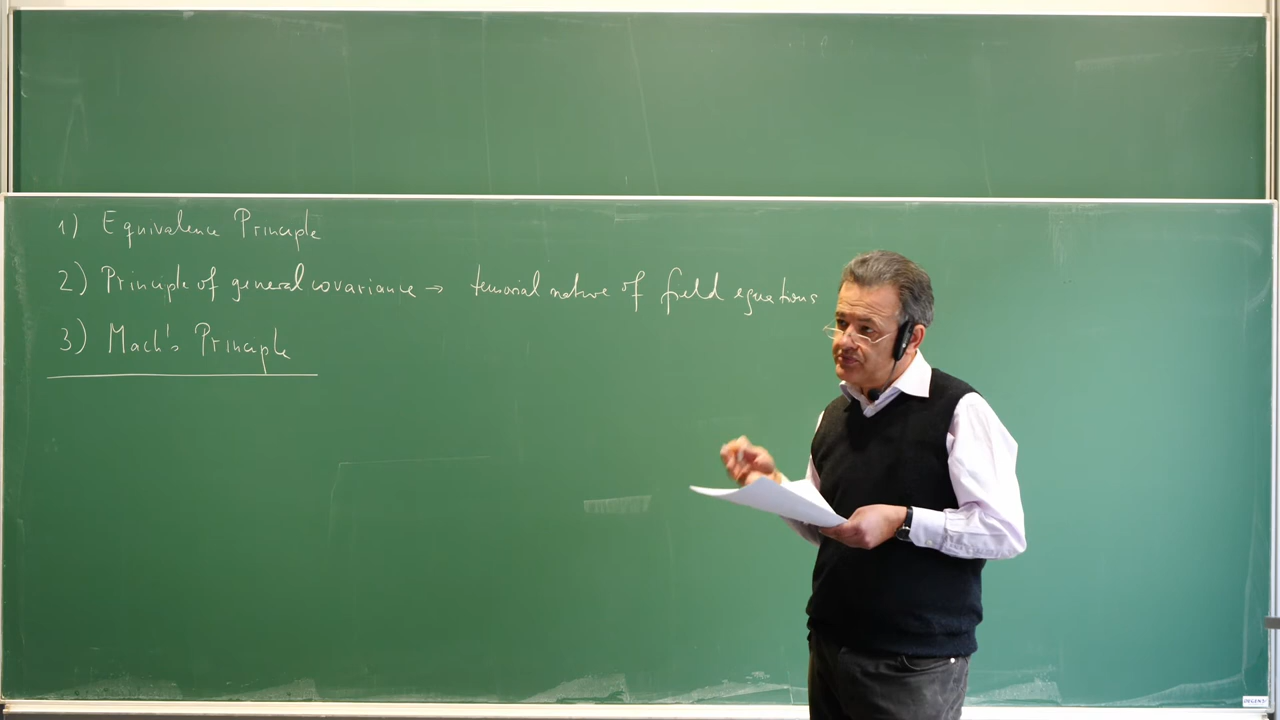 1) Equivalence Principle
2) Principle of general covariance → tensorial nature of field equations
3) Mach's Principle